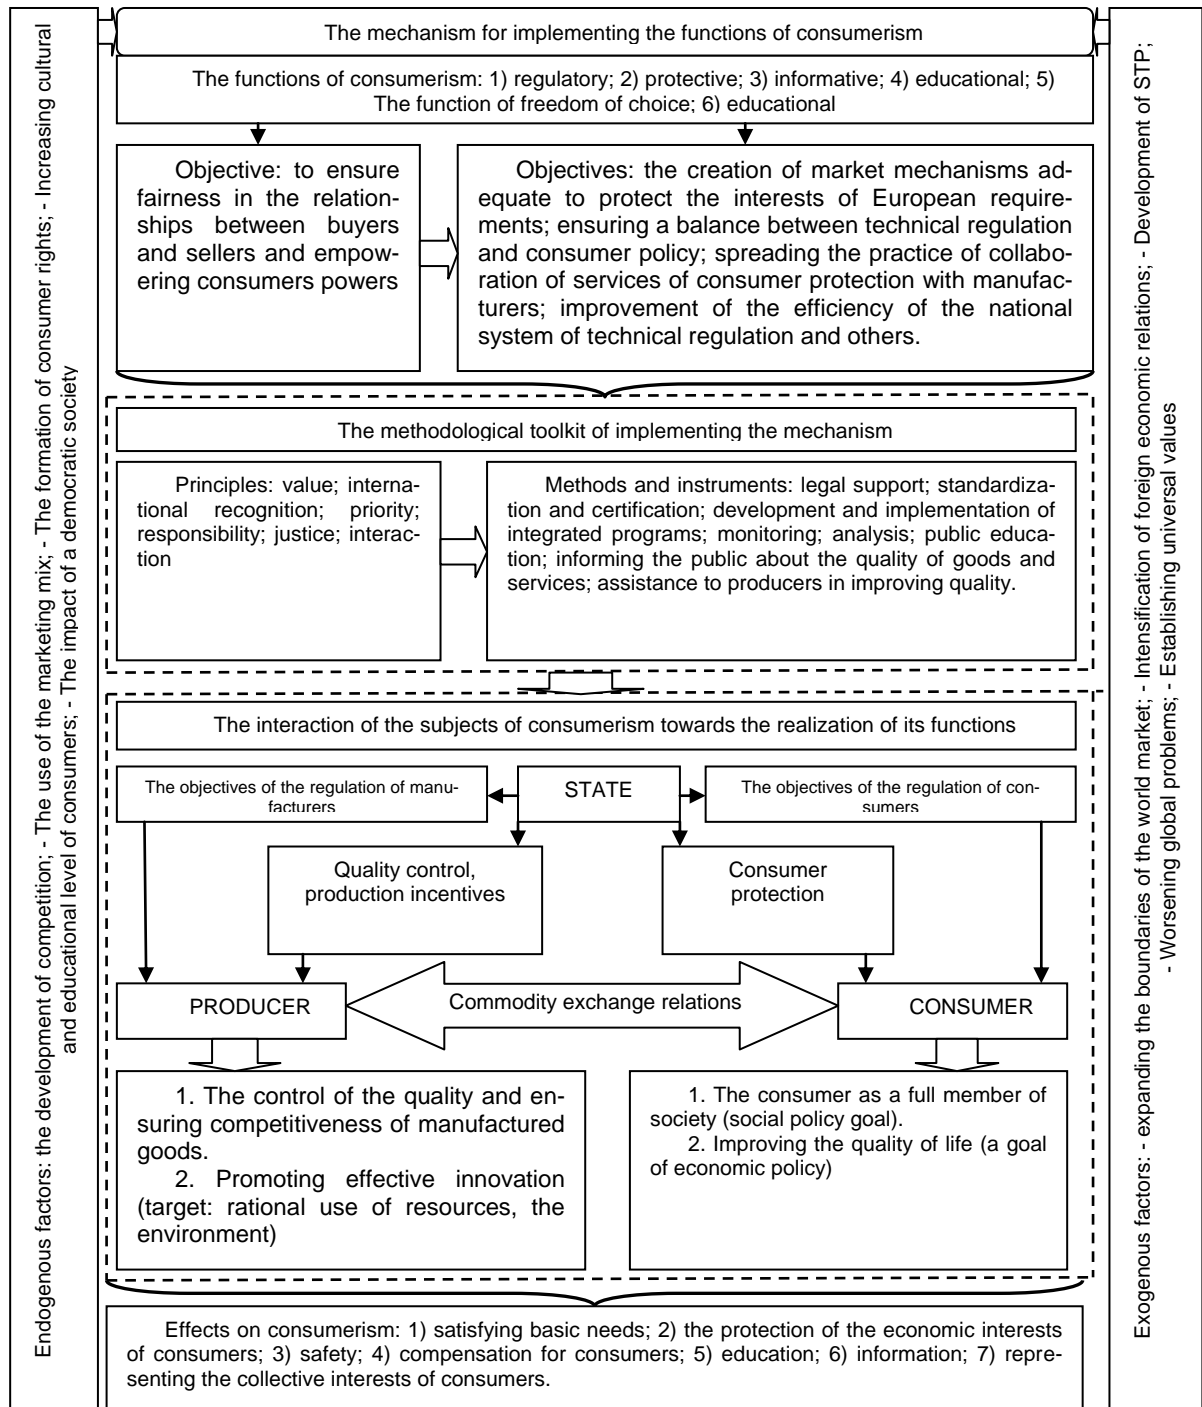 Endogenous factors: the development of competition; - The use of the marketing mix; - The formation of consumer rights; - Increasing cultural
and educational level of consumers; - The impact of a democratic society
The mechanism for implementing the functions of consumerism
The functions of consumerism: 1) regulatory; 2) protective; 3) informative; 4) educational; 5)
The function of freedom of choice; 6) educational
Objective: to ensure
fairness in the relation-
ships between buyers
and sellers and empow-
ering consumers powers
Objectives: the creation of market mechanisms ad-
equate to protect the interests of European require-
ments; ensuring a balance between technical regulation
and consumer policy; spreading the practice of collabo-
ration of services of consumer protection with manufac-
turers; improvement of the efficiency of the national
system of technical regulation and others.
The methodological toolkit of implementing the mechanism
Principles: value; interna-
tional recognition; priority;
responsibility; justice; interac-
tion
Methods and instruments: legal support; standardiza-
tion and certification; development and implementation of
integrated programs; monitoring; analysis; public educa-
tion; informing the public about the quality of goods and
services; assistance to producers in improving quality.
The interaction of the subjects of consumerism towards the realization of its functions
The objectives of the regulation of manu-
facturers
STATE
The objectives of the regulation of con-
sumers
Quality control,
production incentives
Consumer
protection
PRODUCER
Commodity exchange relations
CONSUMER
1. The control of the quality and en-
suring competitiveness of manufactured
goods.
2. Promoting effective innovation
(target: rational use of resources, the
environment)
1. The consumer as a full member of
society (social policy goal).
2. Improving the quality of life (a goal
of economic policy)
Effects on consumerism: 1) satisfying basic needs; 2) the protection of the economic interests
of consumers; 3) safety; 4) compensation for consumers; 5) education; 6) information; 7) repre-
senting the collective interests of consumers.
Exogenous factors: - expanding the boundaries of the world market; - Intensification of foreign economic relations; - Development of STP;
- Worsening global problems; - Establishing universal values